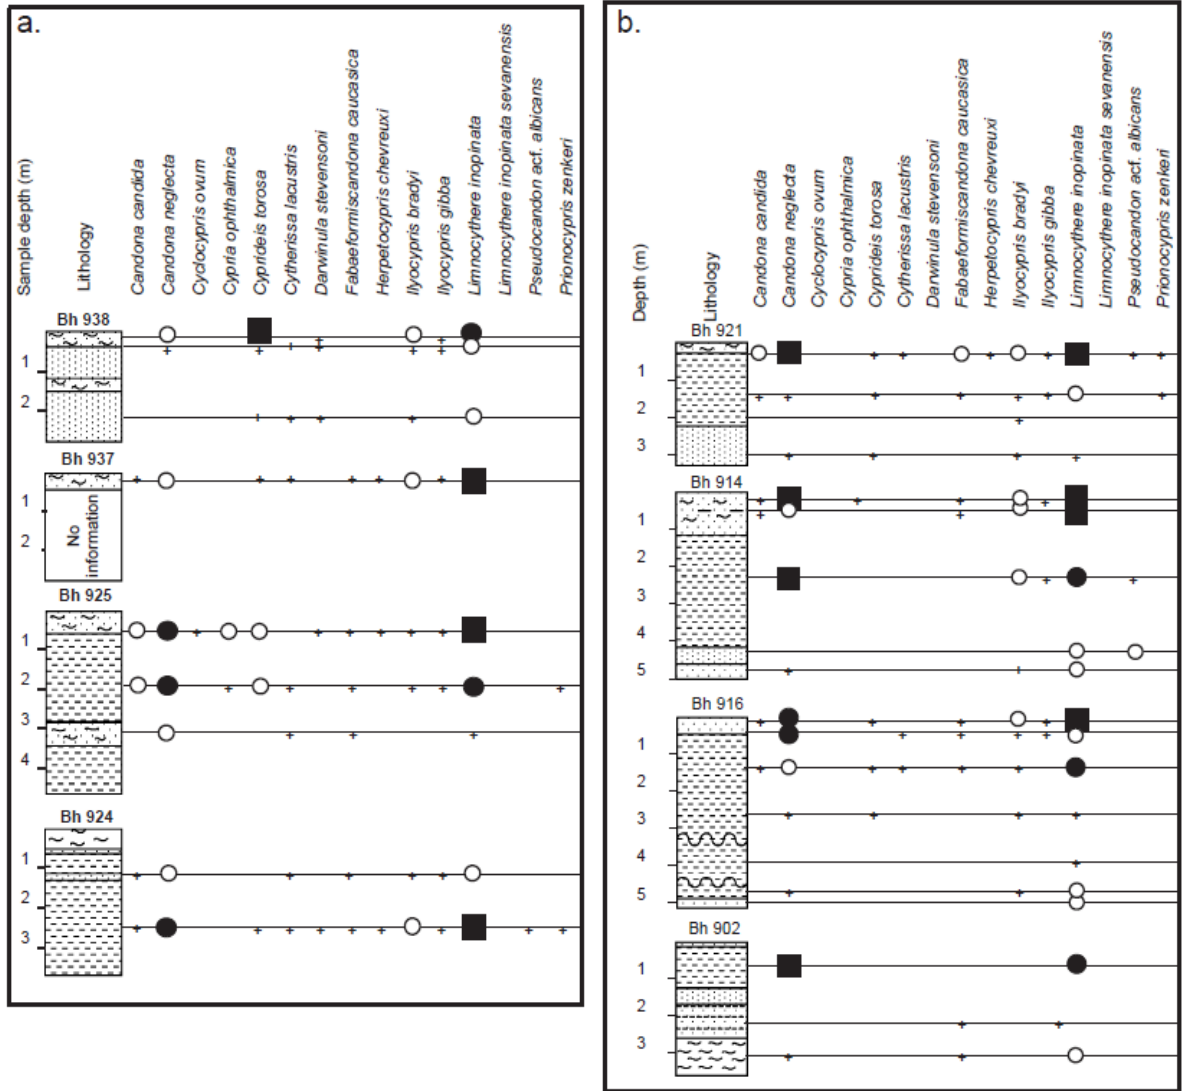 a.
Sample depth (m)
Lithology
Candona candida
Candona neglecta
Cyclocypris ovum
Cypria ophthalmica
Cyprideis torosa
Cytherissa lacustris
Darwinula stevensoni
Fabaeformiscandona caucasica
Herpetocypris chevreuxi
Ilyocypris bradyi
Ilyocypris gibba
Limnocythere inopinata
Limnocythere inopinata sevanensis
Pseudocandon acf. albicans
Prionocypris zenkeri
Bh 938
1
2
Bh 937
1
2
No
information
Bh 925
1
2
3
4
Bh 924
1
2
3
b.
Depth (m)
Lithology
Candona candida
Candona neglecta
Cyclocypris ovum
Cypria ophthalmica
Cyprideis torosa
Cytherissa lacustris
Darwinula stevensoni
Fabaeformiscandona caucasica
Herpetocypris chevreuxi
Ilyocypris bradyi
Ilyocypris gibba
Limnocythere inopinata
Limnocythere inopinata sevanensis
Pseudocandon acf. albicans
Prionocypris zenkeri
Bh 921
1
2
3
Bh 914
1
2
3
4
5
Bh 916
1
2
3
4
5
Bh 902
1
2
3